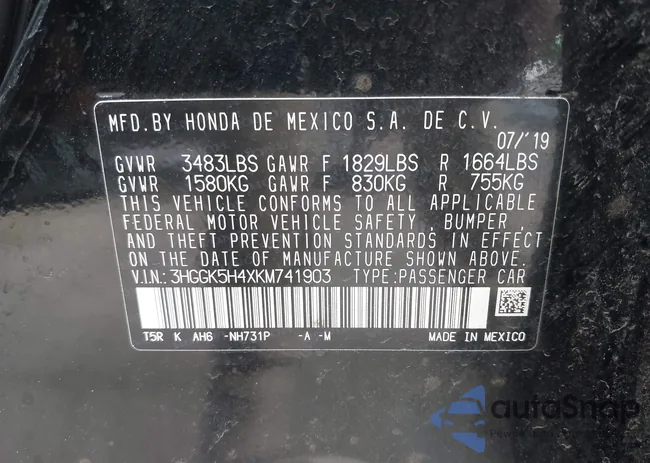 MFD.BY HONDA DE MEXICO S.A. DE C.V.
07/'19
GVWR 3483LBS GAWR F 1829LBS R 1664LBS
GVWR 1580KG GAWR F 830KG R 755KG
THIS VEHICLE CONFORMS TO ALL APPLICABLE
FEDERAL MOTOR VEHICLE SAFETY , BUMPER ,
AND THEFT PREVENTION STANDARDS IN EFFECT
ON THE DATE OF MANUFACTURE SHOWN ABOVE.
V.I.N.:3HGGK5H4XKM741903 TYPE:PASSENGER CAR
T5R K AH6 -NH731P -A -M MADE IN MEXICO
autoSnap